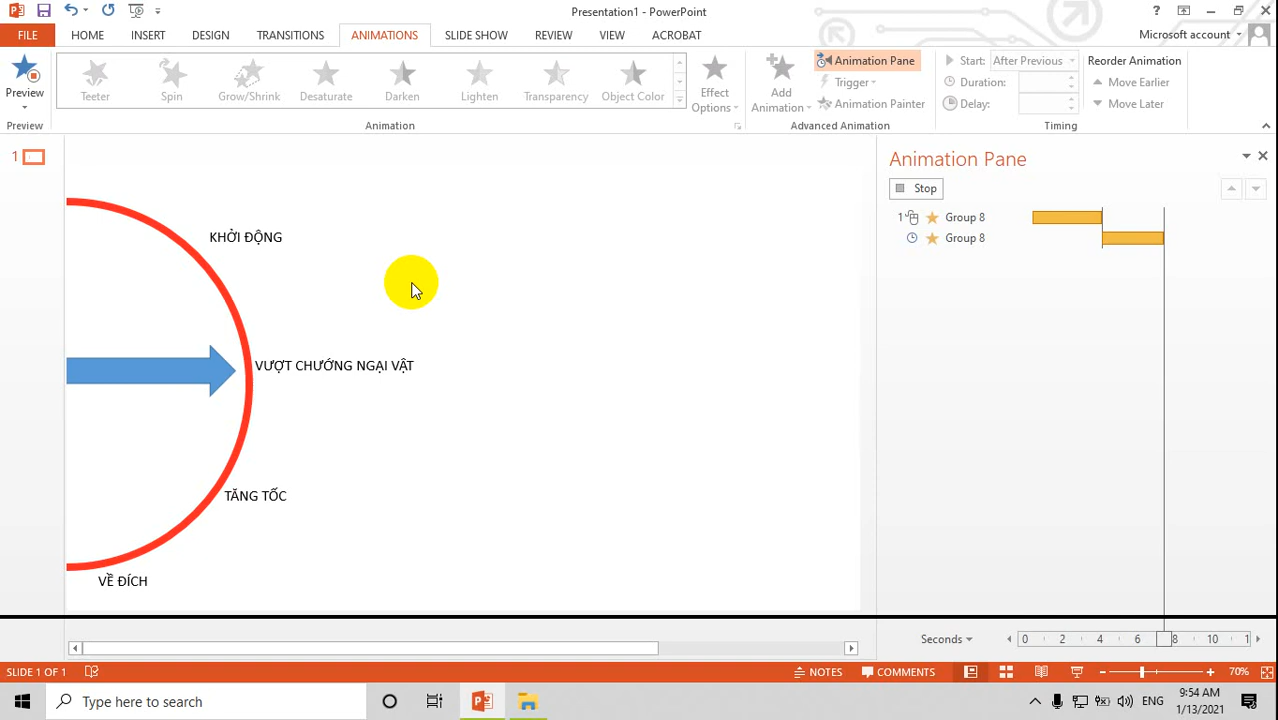 Presentation1 - PowerPoint
?
FILE HOME INSERT DESIGN TRANSITIONS ANIMATIONS SLIDE SHOW REVIEW VIEW ACROBAT Microsoft account
Preview Teeter Spin Grow/Shrink Desaturate Darken Lighten Transparency Object Color Effect Options Add Animation
Animation Pane Start: After Previous Reorder Animation
Trigger Duration: Move Earlier
Animation Painter Delay: Move Later
Preview Animation Advanced Animation Timing
1
Animation Pane
Stop
1 Group 8
Group 8
KHỞI ĐỘNG
VƯỢT CHƯỚNG NGẠI VẬT
TĂNG TỐC
VỀ ĐÍCH
Seconds 0 2 4 6 8 10 1
SLIDE 1 OF 1 NOTES COMMENTS 70%
Type here to search ENG 9:54 AM
1/13/2021